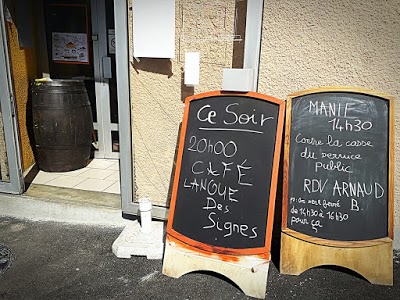 Ce Soir
20h00
CAFÉ
LANGUE
Des
Signes
MANIF
14h30
Contre la casse
du service
public
RDV ARNAUD
B.
de 14h30 à 16h30
pour ça